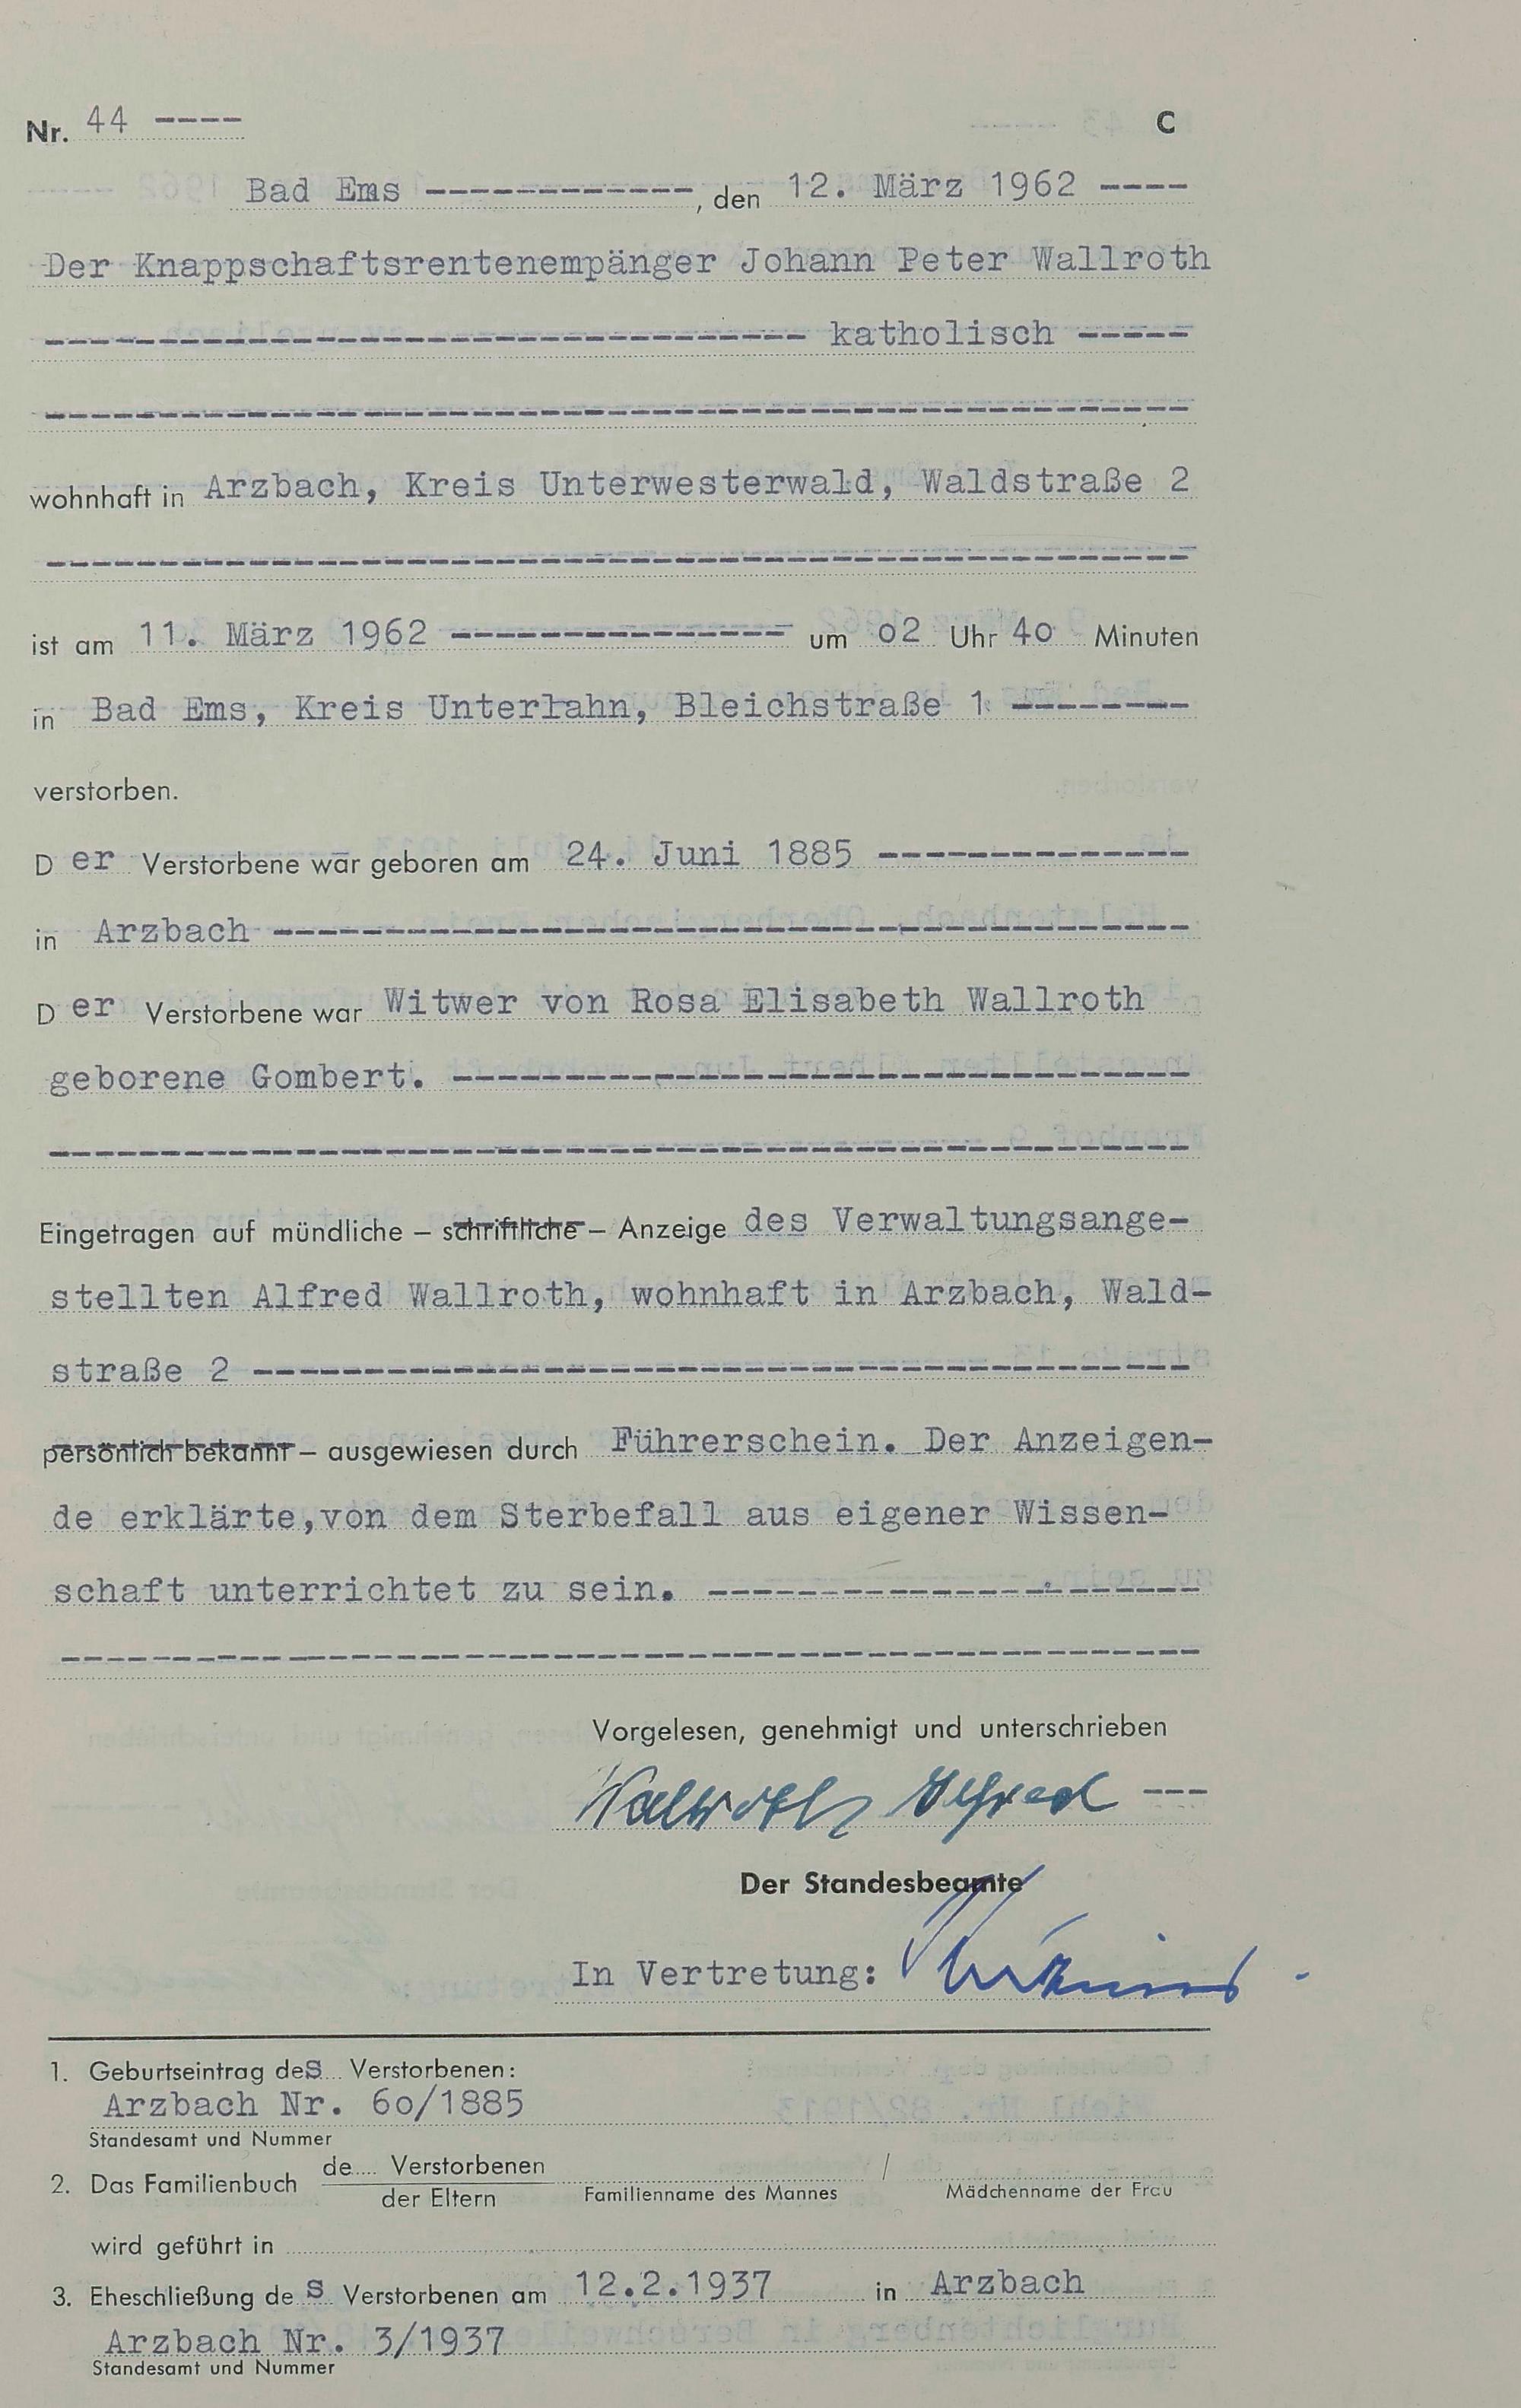 Nr. 44 ----
C
Bad Ems ------------, den 12. März 1962 ----
Der Knappschaftsrentenempänger Johann Peter Wallroth
---------------------------------- katholisch -----
---------------------------------------------------
wohnhaft in Arzbach, Kreis Unterwesterwald, Waldstraße 2
---------------------------------------------------
ist am 11. März 1962 --------------- um o2 Uhr 4o Minuten
in Bad Ems, Kreis Unterlahn, Bleichstraße 1 --------
verstorben.
D er Verstorbene war geboren am 24. Juni 1885 --------------
in Arzbach -----------------------------------------
D er Verstorbene war Witwer von Rosa Elisabeth Wallroth
geborene Gombert. ---------------------------------
---------------------------------------------------
Eingetragen auf mündliche – schriftliche – Anzeige des Verwaltungsange-
stellten Alfred Wallroth, wohnhaft in Arzbach, Wald-
straße 2 ------------------------------------------
persönlich bekannt – ausgewiesen durch Führerschein. Der Anzeigen-
de erklärte,von dem Sterbefall aus eigener Wissen-
schaft unterrichtet zu sein. ----------------------
---------------------------------------------------
Vorgelesen, genehmigt und unterschrieben
Wallroth Alfred ---
Der Standesbeamte
In Vertretung:
1. Geburtseintrag des Verstorbenen:
Arzbach Nr. 6o/1885
Standesamt und Nummer
2. Das Familienbuch de Verstorbenen /
der Eltern Familienname des Mannes Mädchenname der Frau
wird geführt in
3. Eheschließung de s Verstorbenen am 12.2.1937 in Arzbach
Arzbach Nr. 3/1937
Standesamt und Nummer